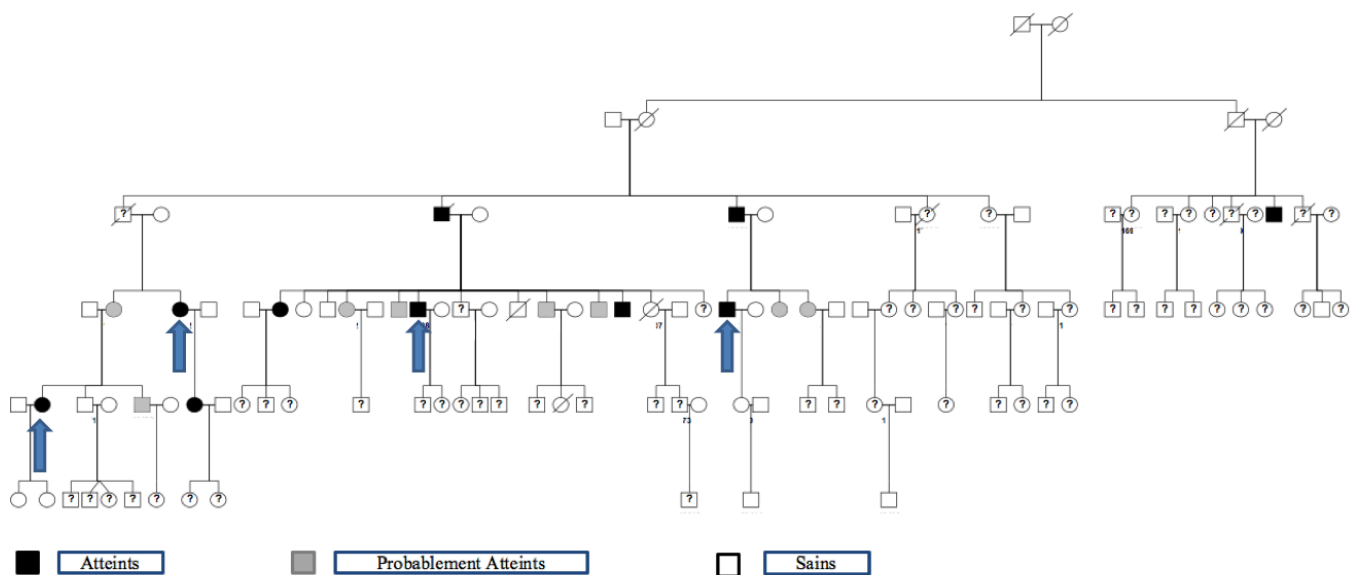 ? ? ? ? ? ? ? ? ? ? ? ?
? ? ? ? ? ? ? ? ? ? ? ? ? ? ? ? ?
? ? ? ? ? ? ? ? ? ? ? ? ? ? ? ? ? ? ? ? ?
? ? ? ? ? ? ? ?
Atteints
Probablement Atteints
Sains